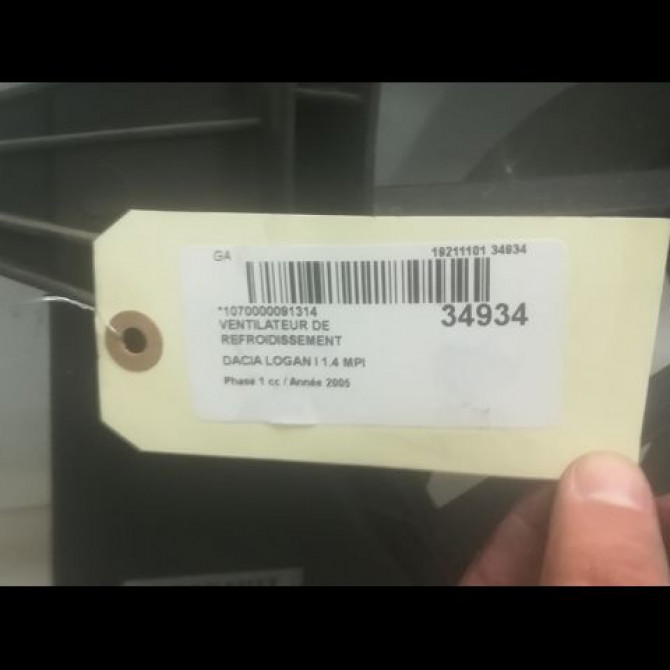 GA 19211101 34934
*1070000091314 34934
VENTILATEUR DE
REFROIDISSEMENT
DACIA LOGAN I 1.4 MPI
Phase 1 cc / Année 2005